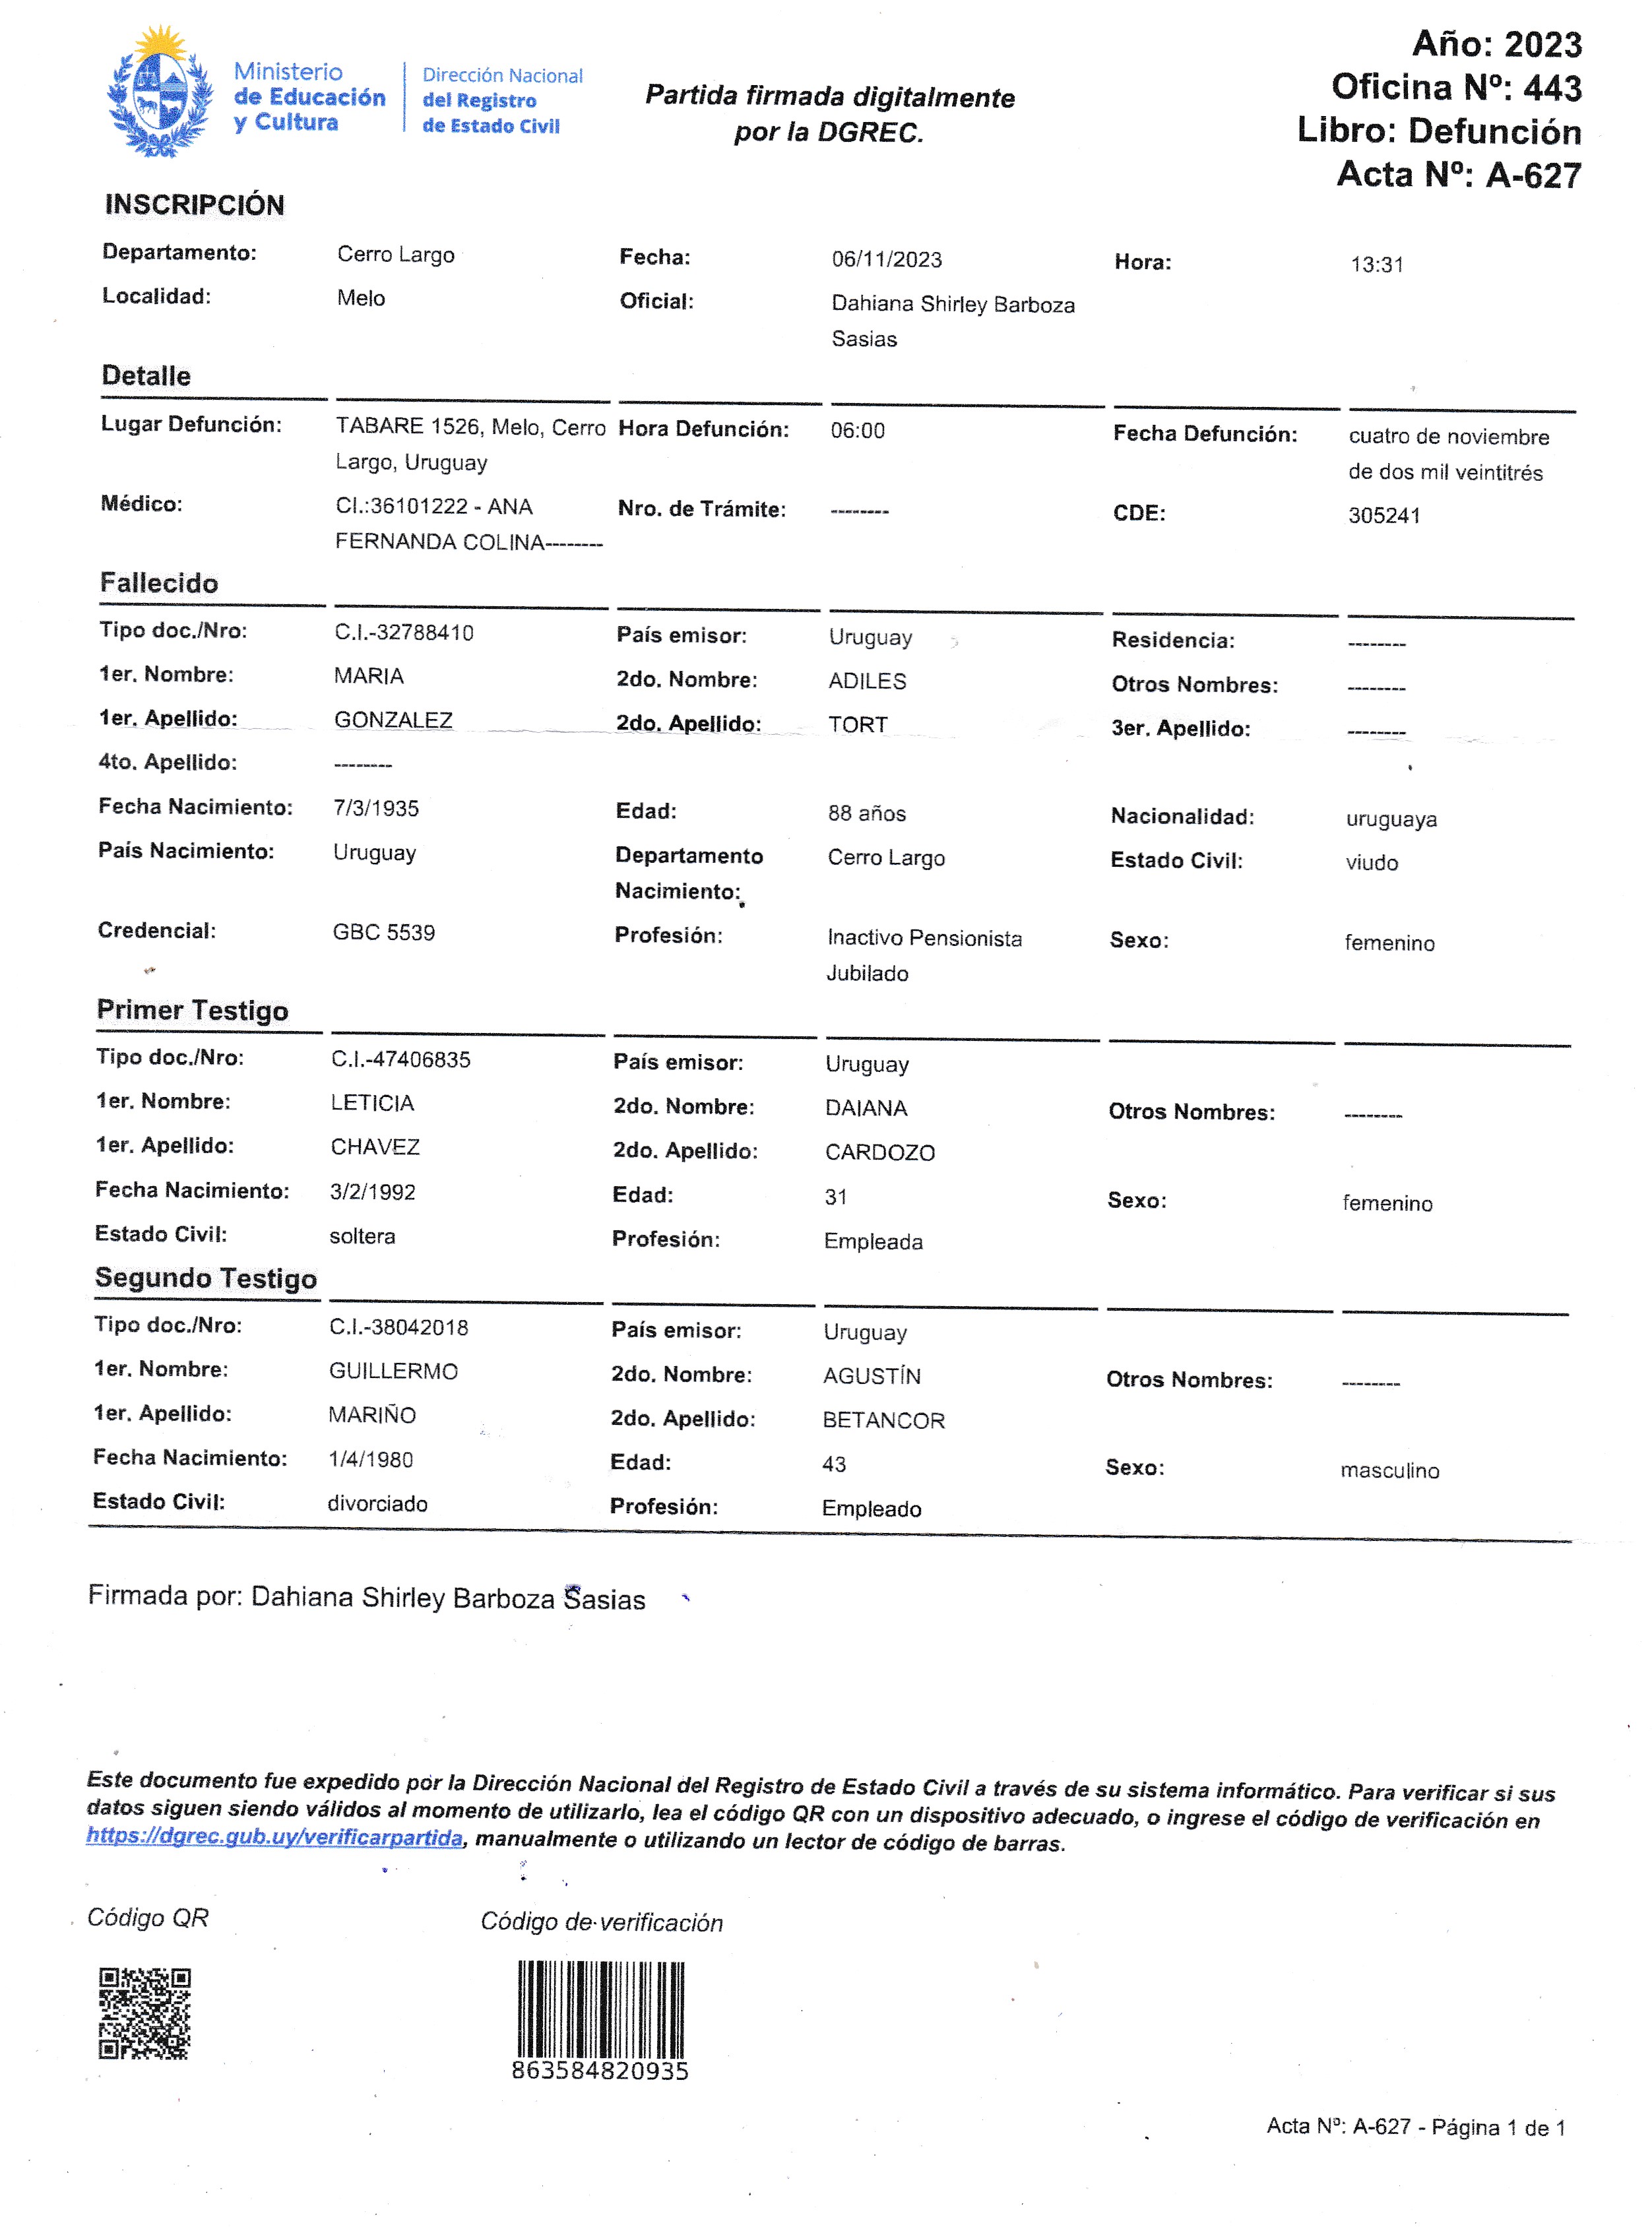 Ministerio
de Educación
y Cultura
Dirección Nacional
del Registro
de Estado Civil
Partida firmada digitalmente
por la DGREC.
Año: 2023
Oficina Nº: 443
Libro: Defunción
Acta Nº: A-627
INSCRIPCIÓN
Departamento: Cerro Largo Fecha: 06/11/2023 Hora: 13:31
Localidad: Melo Oficial: Dahiana Shirley Barboza
Sasias
Detalle
Lugar Defunción: TABARE 1526, Melo, Cerro Hora Defunción: 06:00 Fecha Defunción: cuatro de noviembre
Largo, Uruguay de dos mil veintitrés
Médico: CI.:36101222 - ANA Nro. de Trámite: -------- CDE: 305241
FERNANDA COLINA--------
Fallecido
Tipo doc./Nro: C.I.-32788410 País emisor: Uruguay Residencia: --------
1er. Nombre: MARIA 2do. Nombre: ADILES Otros Nombres: --------
1er. Apellido: GONZALEZ 2do. Apellido: TORT 3er. Apellido: --------
4to. Apellido: --------
Fecha Nacimiento: 7/3/1935 Edad: 88 años Nacionalidad: uruguaya
País Nacimiento: Uruguay Departamento Cerro Largo Estado Civil: viudo
Nacimiento:
Credencial: GBC 5539 Profesión: Inactivo Pensionista Sexo: femenino
Jubilado
Primer Testigo
Tipo doc./Nro: C.I.-47406835 País emisor: Uruguay
1er. Nombre: LETICIA 2do. Nombre: DAIANA Otros Nombres: --------
1er. Apellido: CHAVEZ 2do. Apellido: CARDOZO
Fecha Nacimiento: 3/2/1992 Edad: 31 Sexo: femenino
Estado Civil: soltera Profesión: Empleada
Segundo Testigo
Tipo doc./Nro: C.I.-38042018 País emisor: Uruguay
1er. Nombre: GUILLERMO 2do. Nombre: AGUSTÍN Otros Nombres: --------
1er. Apellido: MARIÑO 2do. Apellido: BETANCOR
Fecha Nacimiento: 1/4/1980 Edad: 43 Sexo: masculino
Estado Civil: divorciado Profesión: Empleado
Firmada por: Dahiana Shirley Barboza Sasias
Este documento fue expedido por la Dirección Nacional del Registro de Estado Civil a través de su sistema informático. Para verificar si sus
datos siguen siendo válidos al momento de utilizarlo, lea el código QR con un dispositivo adecuado, o ingrese el código de verificación en
https://dgrec.gub.uy/verificarpartida, manualmente o utilizando un lector de código de barras.
Código QR Código de verificación
863584820935
Acta Nº: A-627 - Página 1 de 1